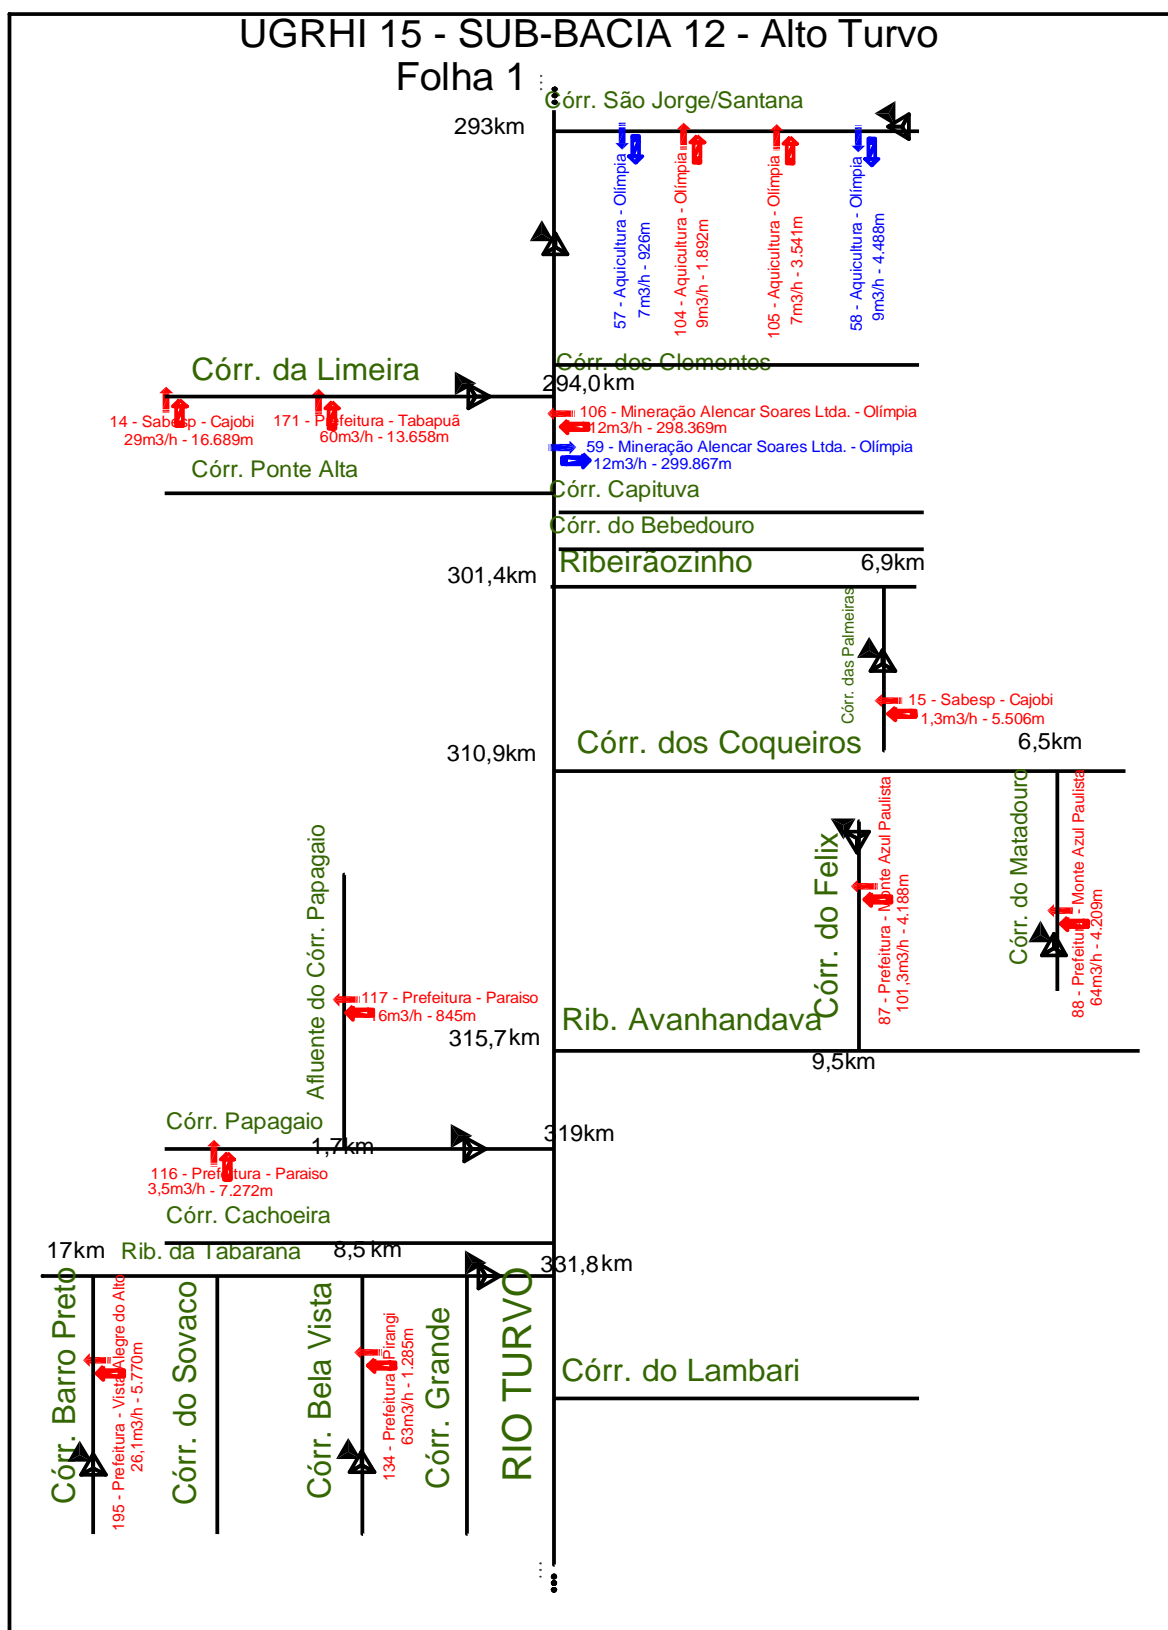 UGRHI 15 - SUB-BACIA 12 - Alto Turvo
Folha 1
Córr. São Jorge/Santana
293km
57 - Aquicultura - Olímpia
7m3/h - 926m
104 - Aquicultura - Olímpia
9m3/h - 1.892m
105 - Aquicultura - Olímpia
7m3/h - 3.541m
58 - Aquicultura - Olímpia
9m3/h - 4.488m
Córr. dos Clementos
Córr. da Limeira
294,0km
14 - Sabesp - Cajobi
29m3/h - 16.689m
171 - Prefeitura - Tabapuã
60m3/h - 13.658m
106 - Mineração Alencar Soares Ltda. - Olímpia
12m3/h - 298.369m
59 - Mineração Alencar Soares Ltda. - Olímpia
12m3/h - 299.867m
Córr. Ponte Alta
Córr. Capituva
Córr. do Bebedouro
Ribeirãozinho
6,9km
301,4km
Córr. das Palmeiras
15 - Sabesp - Cajobi
1,3m3/h - 5.506m
Córr. dos Coqueiros
6,5km
310,9km
Córr. do Felix
87 - Prefeitura - Monte Azul Paulista
101,3m3/h - 4.188m
Córr. do Matadouro
88 - Prefeitura - Monte Azul Paulista
64m3/h - 4.209m
Afluente do Córr. Papagaio
117 - Prefeitura - Paraiso
16m3/h - 845m
Rib. Avanhandava
315,7km
9,5km
Córr. Papagaio
1,7km
319km
116 - Prefeitura - Paraiso
3,5m3/h - 7.272m
Córr. Cachoeira
17km
Rib. da Tabarana
8,5km
331,8km
Córr. Barro Preto
195 - Prefeitura - Vista Alegre do Alto
26,1m3/h - 5.770m
Córr. do Sovaco
Córr. Bela Vista
134 - Prefeitura - Pirangi
63m3/h - 1.285m
Córr. Grande
RIO TURVO
Córr. do Lambari